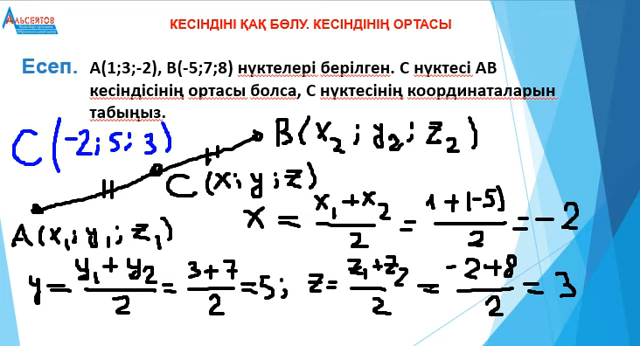 АЛЬСЕИТОВ
КЕСІНДІНІ ҚАҚ БӨЛУ. КЕСІНДІНІҢ ОРТАСЫ
Есеп. A(1;3;-2), B(-5;7;8) нүктелері берілген. C нүктесі AB
кесіндісінің ортасы болса, C нүктесінің координаталарын
табыңыз.
C(-2;5;3)
B(x₂; y₂; z₂)
C(x; y; z)
A(x₁; y₁; z₁)
x = (x₁+x₂)/2 = (1+(-5))/2 = -2
y = (y₁+y₂)/2 = (3+7)/2 = 5; z = (z₁+z₂)/2 = (-2+8)/2 = 3